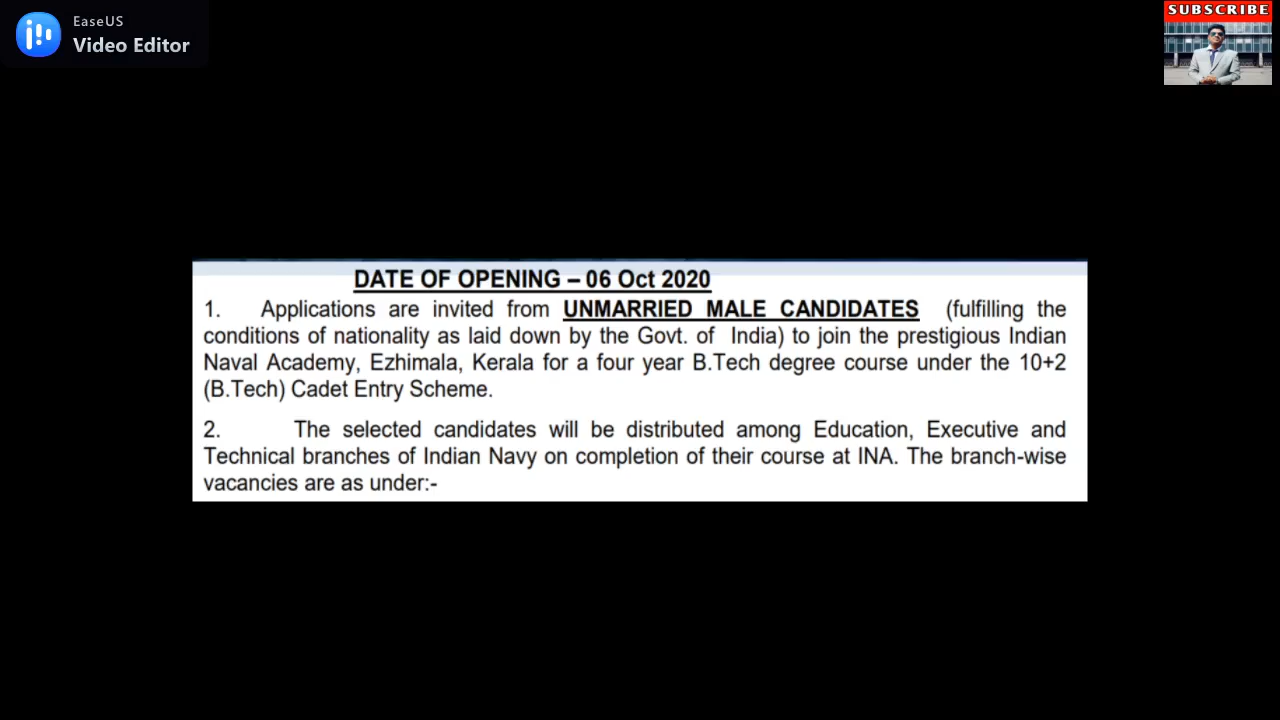 EaseUS
Video Editor
SUBSCRIBE
DATE OF OPENING – 06 Oct 2020
1. Applications are invited from UNMARRIED MALE CANDIDATES (fulfilling the
conditions of nationality as laid down by the Govt. of India) to join the prestigious Indian
Naval Academy, Ezhimala, Kerala for a four year B.Tech degree course under the 10+2
(B.Tech) Cadet Entry Scheme.
2. The selected candidates will be distributed among Education, Executive and
Technical branches of Indian Navy on completion of their course at INA. The branch-wise
vacancies are as under:-